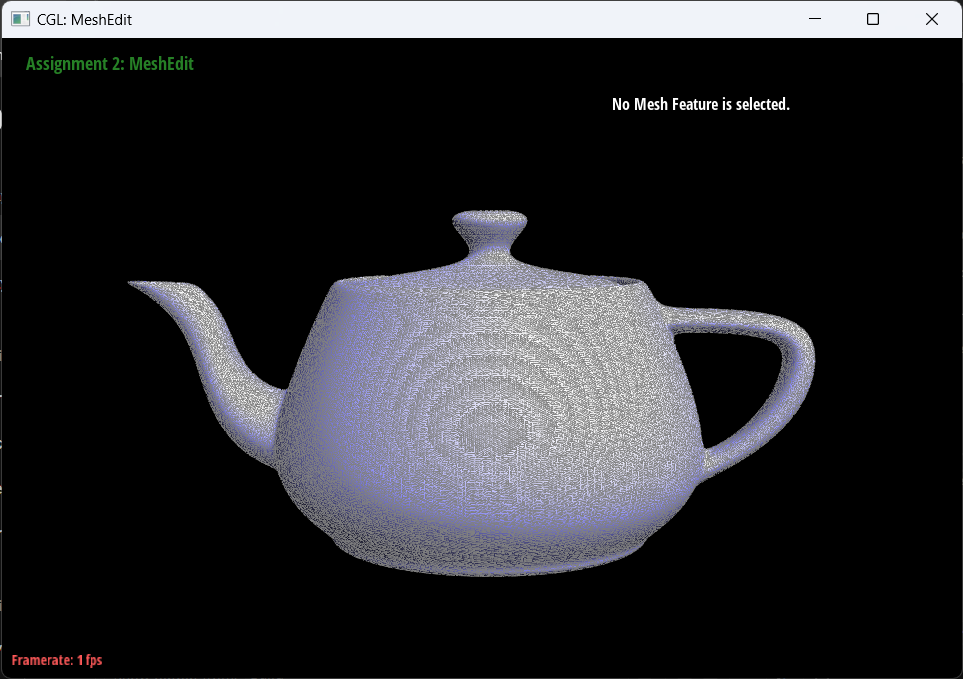 CGL: MeshEdit
Assignment 2: MeshEdit
No Mesh Feature is selected.
Framerate: 1 fps